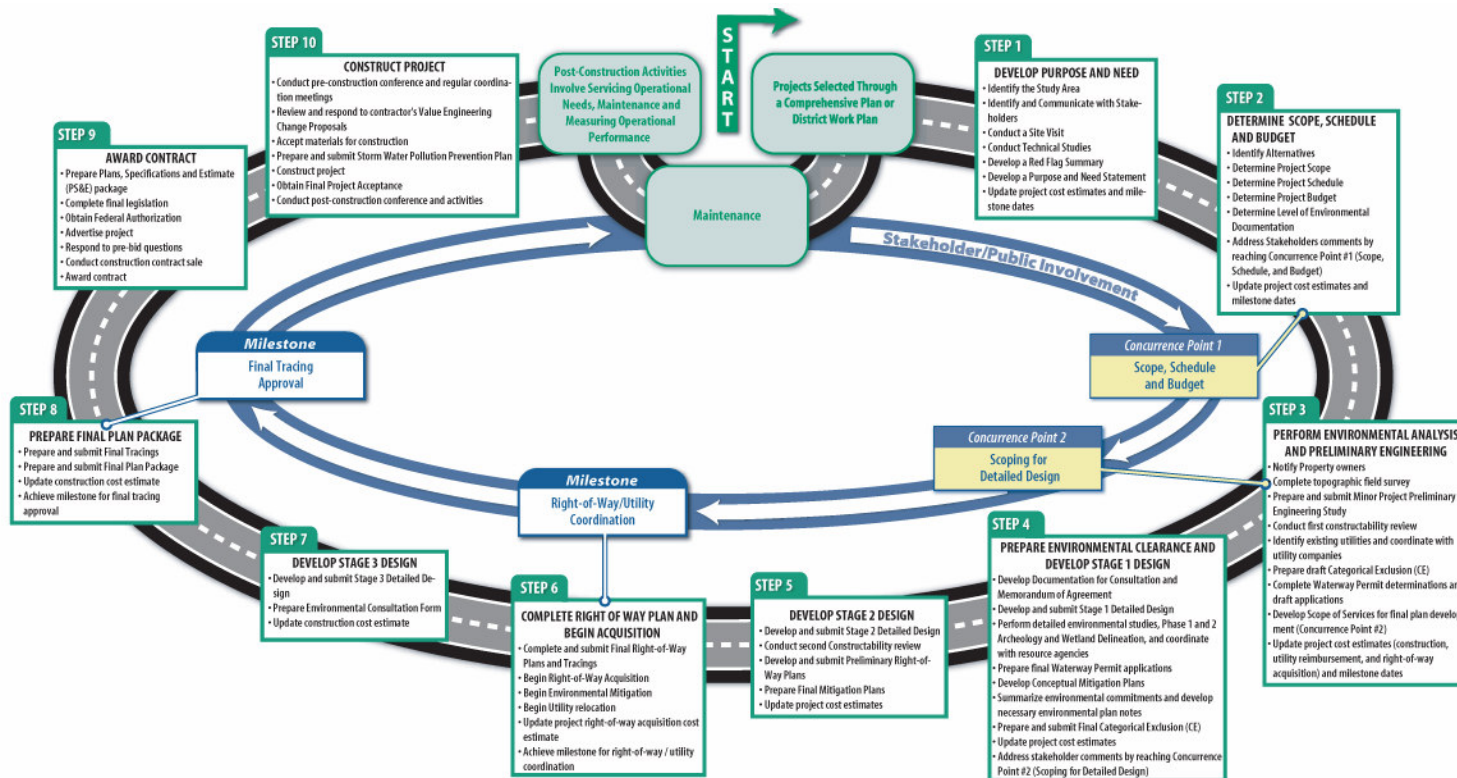 START
Projects Selected Through
a Comprehensive Plan or
District Work Plan
STEP 1
DEVELOP PURPOSE AND NEED
• Identify the Study Area
• Identify and Communicate with Stake-
holders
• Conduct a Site Visit
• Conduct Technical Studies
• Develop a Red Flag Summary
• Develop a Purpose and Need Statement
• Update project cost estimates and mile-
stone dates
STEP 2
DETERMINE SCOPE, SCHEDULE
AND BUDGET
• Identify Alternatives
• Determine Project Scope
• Determine Project Schedule
• Determine Project Budget
• Determine Level of Environmental
Documentation
• Address Stakeholders comments by
reaching Concurrence Point #1 (Scope,
Schedule, and Budget)
• Update project cost estimates and
milestone dates
Concurrence Point 1
Scope, Schedule
and Budget
STEP 3
PERFORM ENVIRONMENTAL ANALYSIS
AND PRELIMINARY ENGINEERING
• Notify Property owners
• Complete topographic field survey
• Prepare and submit Minor Project Preliminary
Engineering Study
• Conduct first constructability review
• Identify existing utilities and coordinate with
utility companies
• Prepare draft Categorical Exclusion (CE)
• Complete Waterway Permit determinations an
draft applications
• Develop Scope of Services for final plan develo
ment (Concurrence Point #2)
• Update project cost estimates (construction,
utility reimbursement, and right-of-way
acquisition) and milestone dates
Concurrence Point 2
Scoping for
Detailed Design
STEP 4
PREPARE ENVIRONMENTAL CLEARANCE AND
DEVELOP STAGE 1 DESIGN
• Develop Documentation for Consultation and
Memorandum of Agreement
• Develop and submit Stage 1 Detailed Design
• Perform detailed environmental studies, Phase 1 and 2
Archeology and Wetland Delineation, and coordinate
with resource agencies
• Prepare final Waterway Permit applications
• Develop Conceptual Mitigation Plans
• Summarize environmental commitments and develop
necessary environmental plan notes
• Prepare and submit Final Categorical Exclusion (CE)
• Update project cost estimates
• Address stakeholder comments by reaching Concurrence
Point #2 (Scoping for Detailed Design)
STEP 5
DEVELOP STAGE 2 DESIGN
• Develop and submit Stage 2 Detailed Design
• Conduct second Constructability review
• Develop and submit Preliminary Right-of-
Way Plans
• Prepare Final Mitigation Plans
• Update project cost estimates
STEP 6
COMPLETE RIGHT OF WAY PLAN AND
BEGIN ACQUISITION
• Complete and submit Final Right-of-Way
Plans and Tracings
• Begin Right-of-Way Acquisition
• Begin Environmental Mitigation
• Begin Utility relocation
• Update project right-of-way acquisition cost
estimate
• Achieve milestone for right-of-way / utility
coordination
Milestone
Right-of-Way/Utility
Coordination
STEP 7
DEVELOP STAGE 3 DESIGN
• Develop and submit Stage 3 Detailed De-
sign
• Prepare Environmental Consultation Form
• Update construction cost estimate
STEP 8
PREPARE FINAL PLAN PACKAGE
• Prepare and submit Final Tracings
• Prepare and submit Final Plan Package
• Update construction cost estimate
• Achieve milestone for final tracing
approval
Milestone
Final Tracing
Approval
STEP 9
AWARD CONTRACT
• Prepare Plans, Specifications and Estimate
(PS&E) package
• Complete final legislation
• Obtain Federal Authorization
• Advertise project
• Respond to pre-bid questions
• Conduct construction contract sale
• Award contract
STEP 10
CONSTRUCT PROJECT
• Conduct pre-construction conference and regular coordina-
tion meetings
• Review and respond to contractor's Value Engineering
Change Proposals
• Accept materials for construction
• Prepare and submit Storm Water Pollution Prevention Plan
• Construct project
• Obtain Final Project Acceptance
• Conduct post-construction conference and activities
Post-Construction Activities
Involve Servicing Operational
Needs, Maintenance and
Measuring Operational
Performance
Maintenance
Stakeholder/Public Involvement